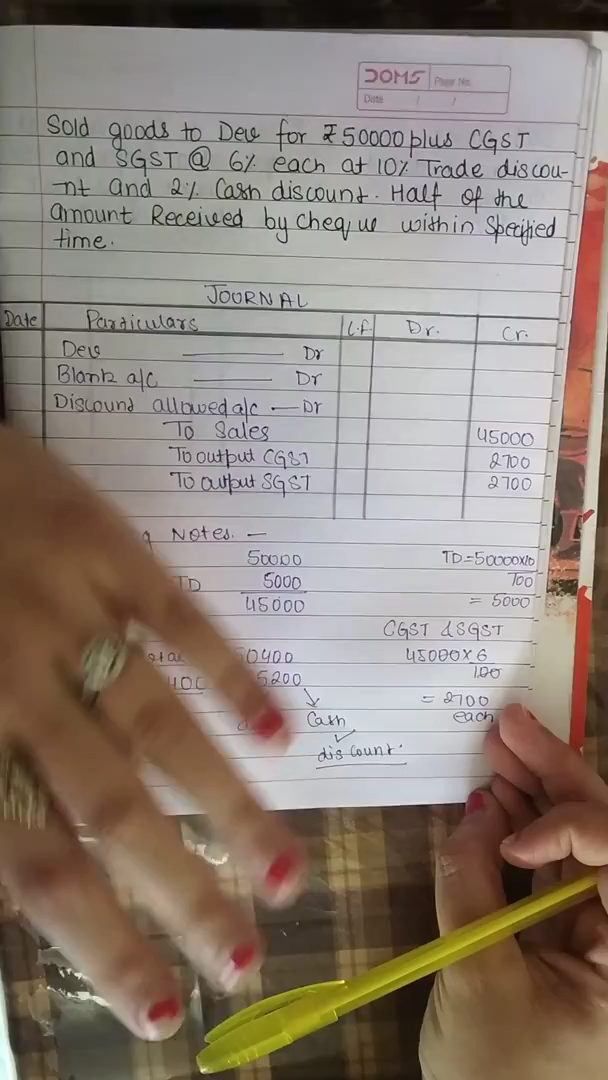 DOMS Page No.
Date / /
Sold goods to Dev for ₹50000 plus CGST
and SGST @ 6% each at 10% Trade discou-
nt and 2% Cash discount. Half of the
amount Received by cheque within Specified
time.
JOURNAL
Date Particulars L.F. Dr. Cr.
Dev Dr
Blank a/c Dr
Discount allowed a/c — Dr
To Sales 45000
To output CGST 2700
To output SGST 2700
Notes. —
50000 TD = 50000x10
TD 5000 100
45000 = 5000
CGST & SGST
50400 45000x6
5200 100
= 2700
Cash each
discount.